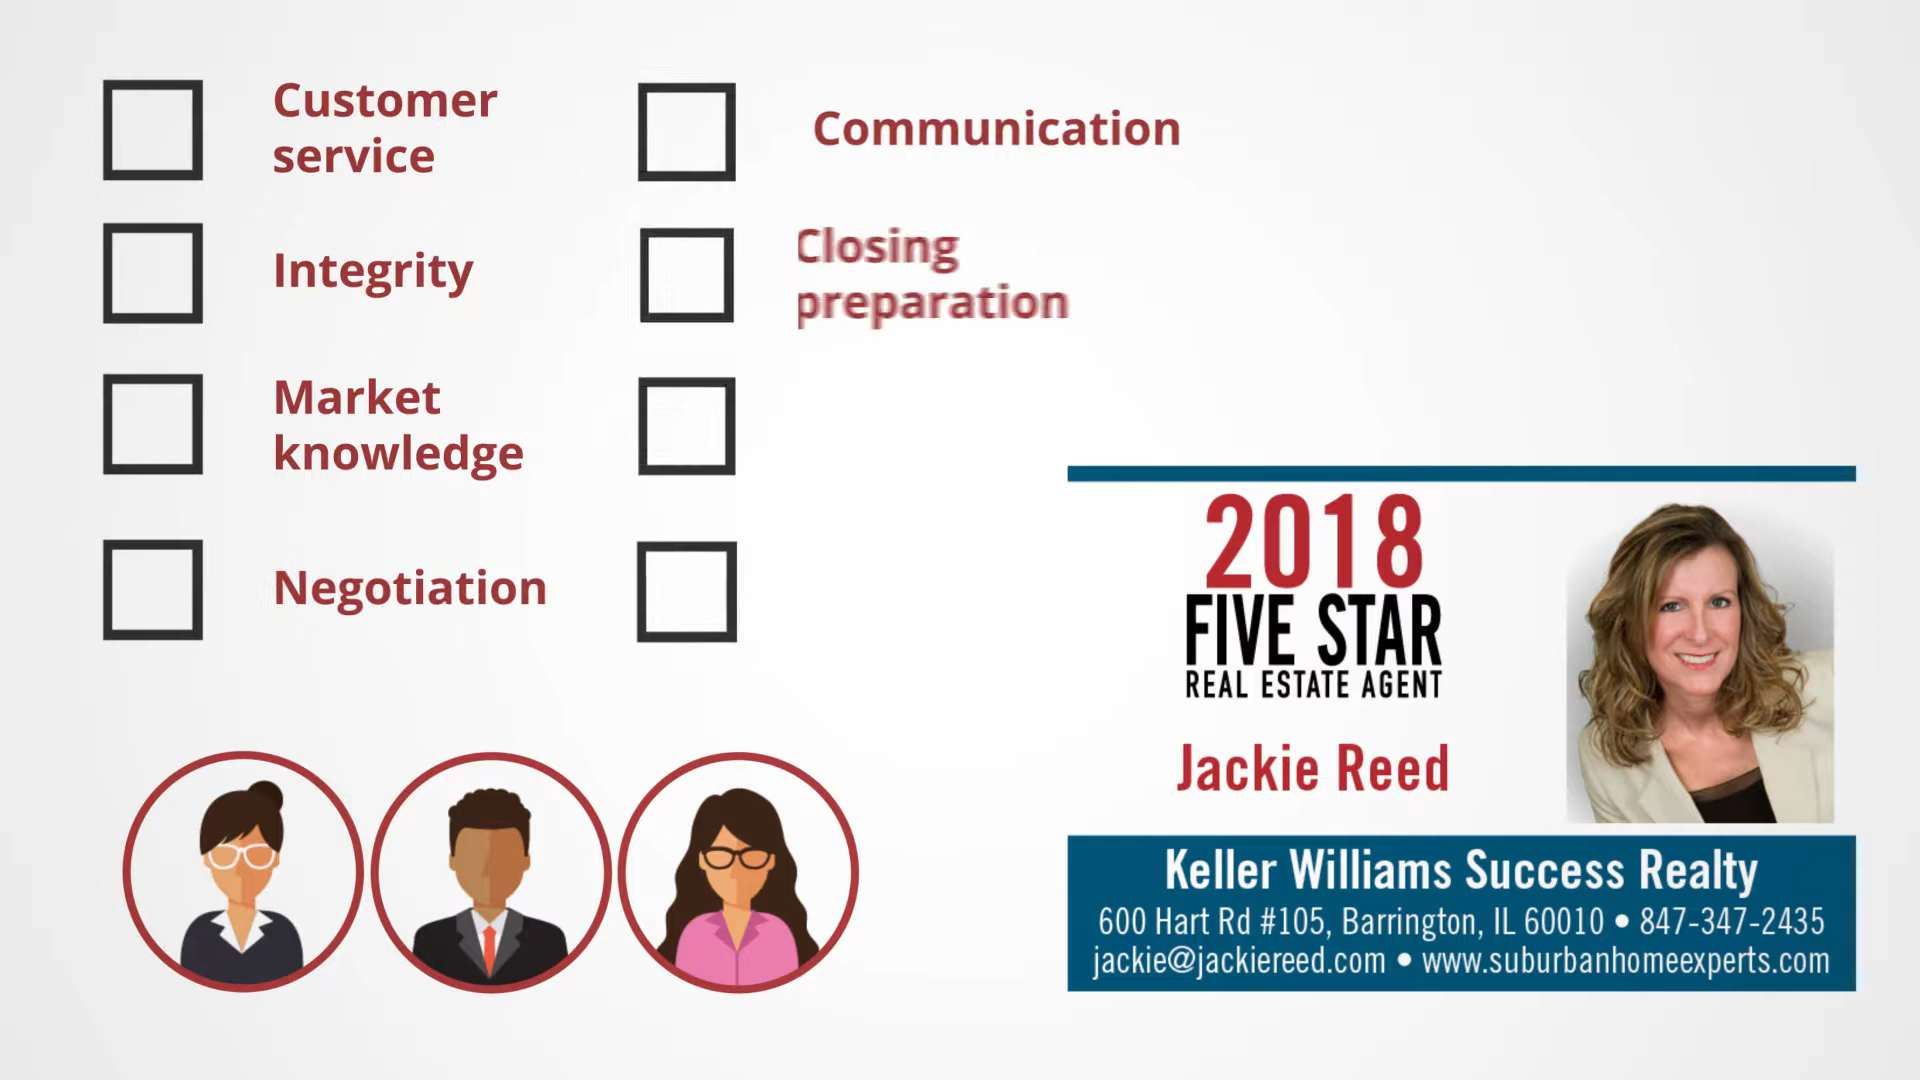 Customer
service
Integrity
Market
knowledge
Negotiation
Communication
Closing
preparation
2018
FIVE STAR
REAL ESTATE AGENT
Jackie Reed
Keller Williams Success Realty
600 Hart Rd #105, Barrington, IL 60010 • 847-347-2435
jackie@jackiereed.com • www.suburbanhomeexperts.com